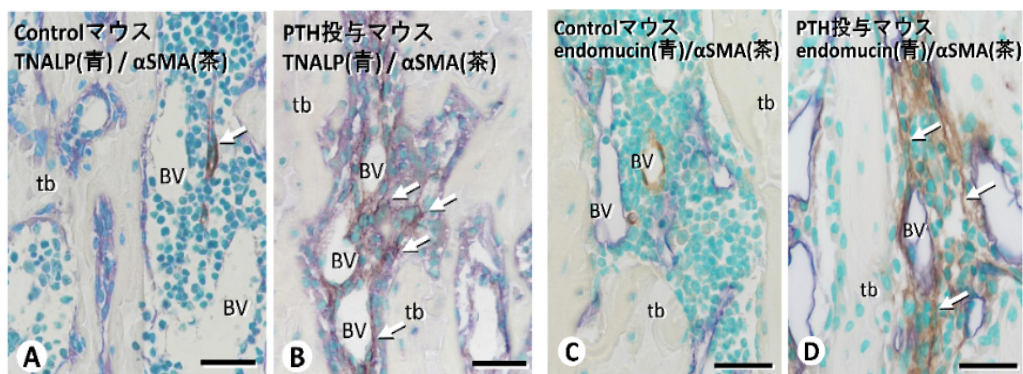 Controlマウス
TNALP(青) / αSMA(茶)
tb
BV
BV
A
PTH投与マウス
TNALP(青) / αSMA(茶)
tb
BV
BV
BV
tb
B
Controlマウス
endomucin(青)/αSMA(茶)
tb
BV
BV
tb
C
PTH投与マウス
endomucin(青)/αSMA(茶)
BV
tb
D